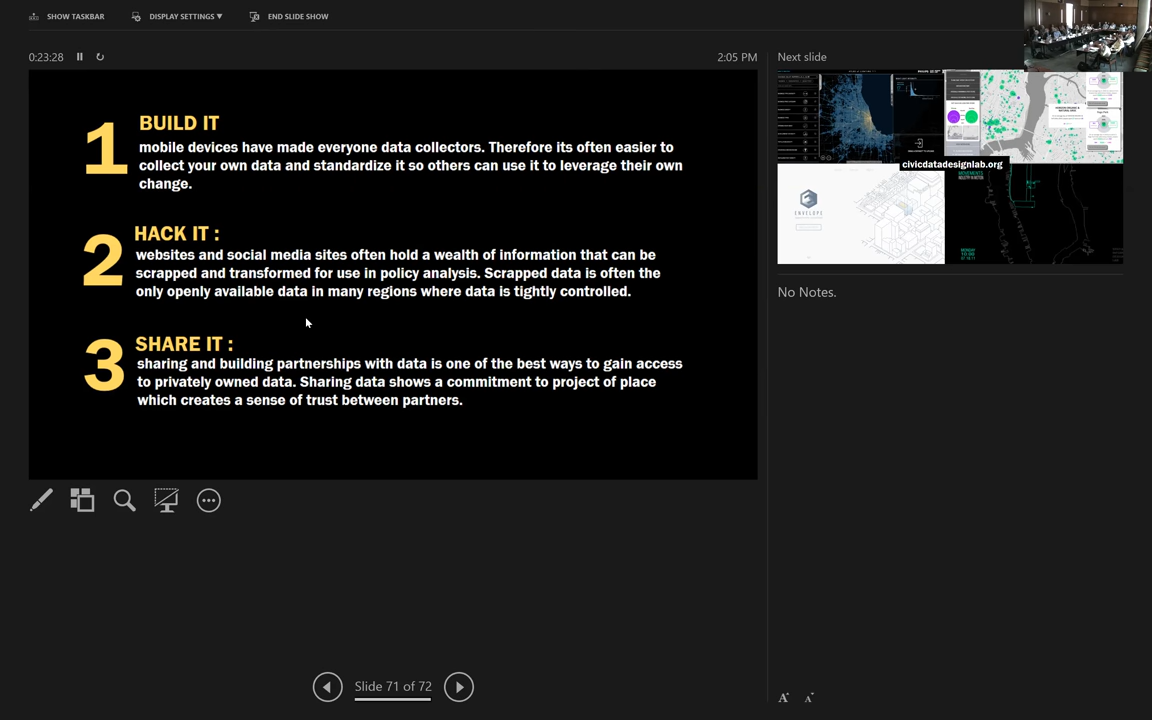 SHOW TASKBAR
DISPLAY SETTINGS ▼
END SLIDE SHOW
0:23:28
2:05 PM
Next slide
1
BUILD IT
mobile devices have made everyone data collectors. Therefore its often easier to
collect your own data and standardize it so others can use it to leverage their own
change.
2
HACK IT :
websites and social media sites often hold a wealth of information that can be
scrapped and transformed for use in policy analysis. Scrapped data is often the
only openly available data in many regions where data is tightly controlled.
3
SHARE IT :
sharing and building partnerships with data is one of the best ways to gain access
to privately owned data. Sharing data shows a commitment to project of place
which creates a sense of trust between partners.
civicdatadesignlab.org
ENVELOPE
MOVEMENTS
INDUSTRY IN MOTION
MONDAY
No Notes.
Slide 71 of 72
A
A